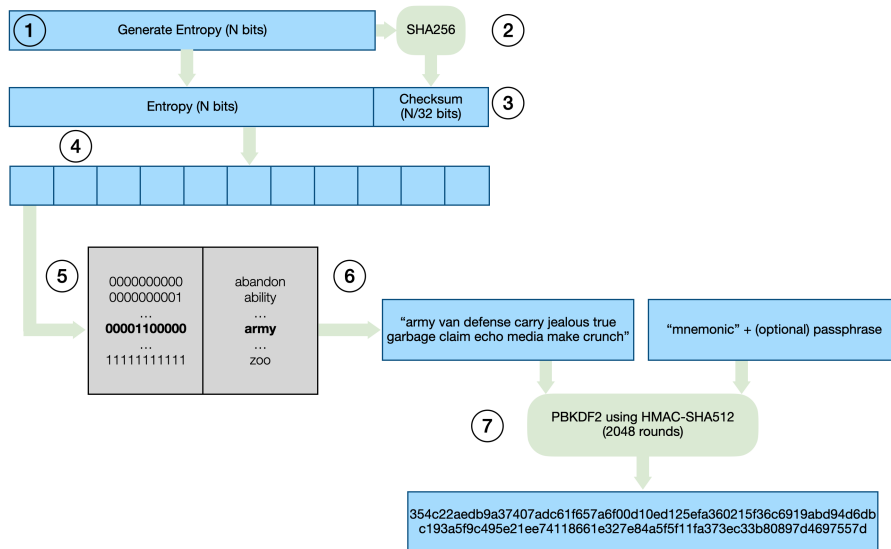 1
Generate Entropy (N bits)
SHA256
2
Entropy (N bits)
Checksum
(N/32 bits)
3
4
5
0000000000
0000000001
...
00001100000
...
11111111111
abandon
ability
...
army
...
zoo
6
“army van defense carry jealous true
garbage claim echo media make crunch”
“mnemonic” + (optional) passphrase
7
PBKDF2 using HMAC-SHA512
(2048 rounds)
354c22aedb9a37407adc61f657a6f00d10ed125efa360215f36c6919abd94d6db
c193a5f9c495e21ee74118661e327e84a5f5f11fa373ec33b80897d4697557d